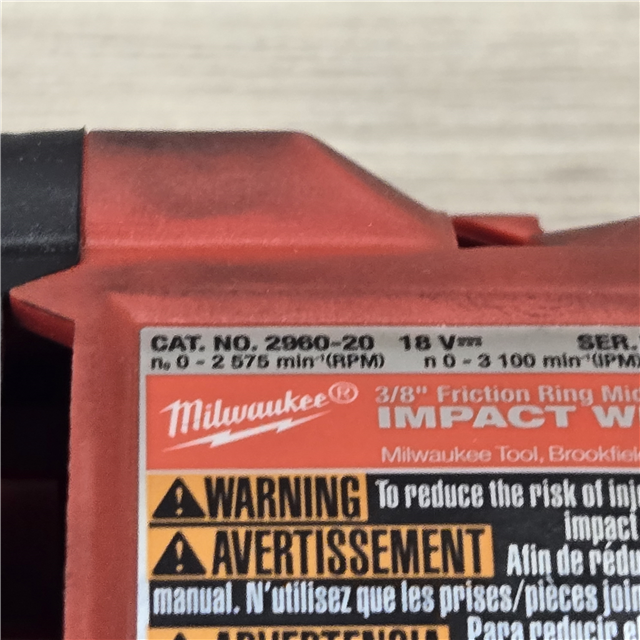 CAT. NO. 2960-20 18 V⎓ SER.
n₀ 0 - 2 575 min⁻¹(RPM) n 0 - 3 100 min⁻¹(IPM)
Milwaukee®
3/8" Friction Ring Mid
IMPACT W
Milwaukee Tool, Brookfiel
WARNING To reduce the risk of inj
impact
AVERTISSEMENT Afin de rédu
manual. N'utilisez que les prises/pièces join
ADVERTENCIA Para reducir e